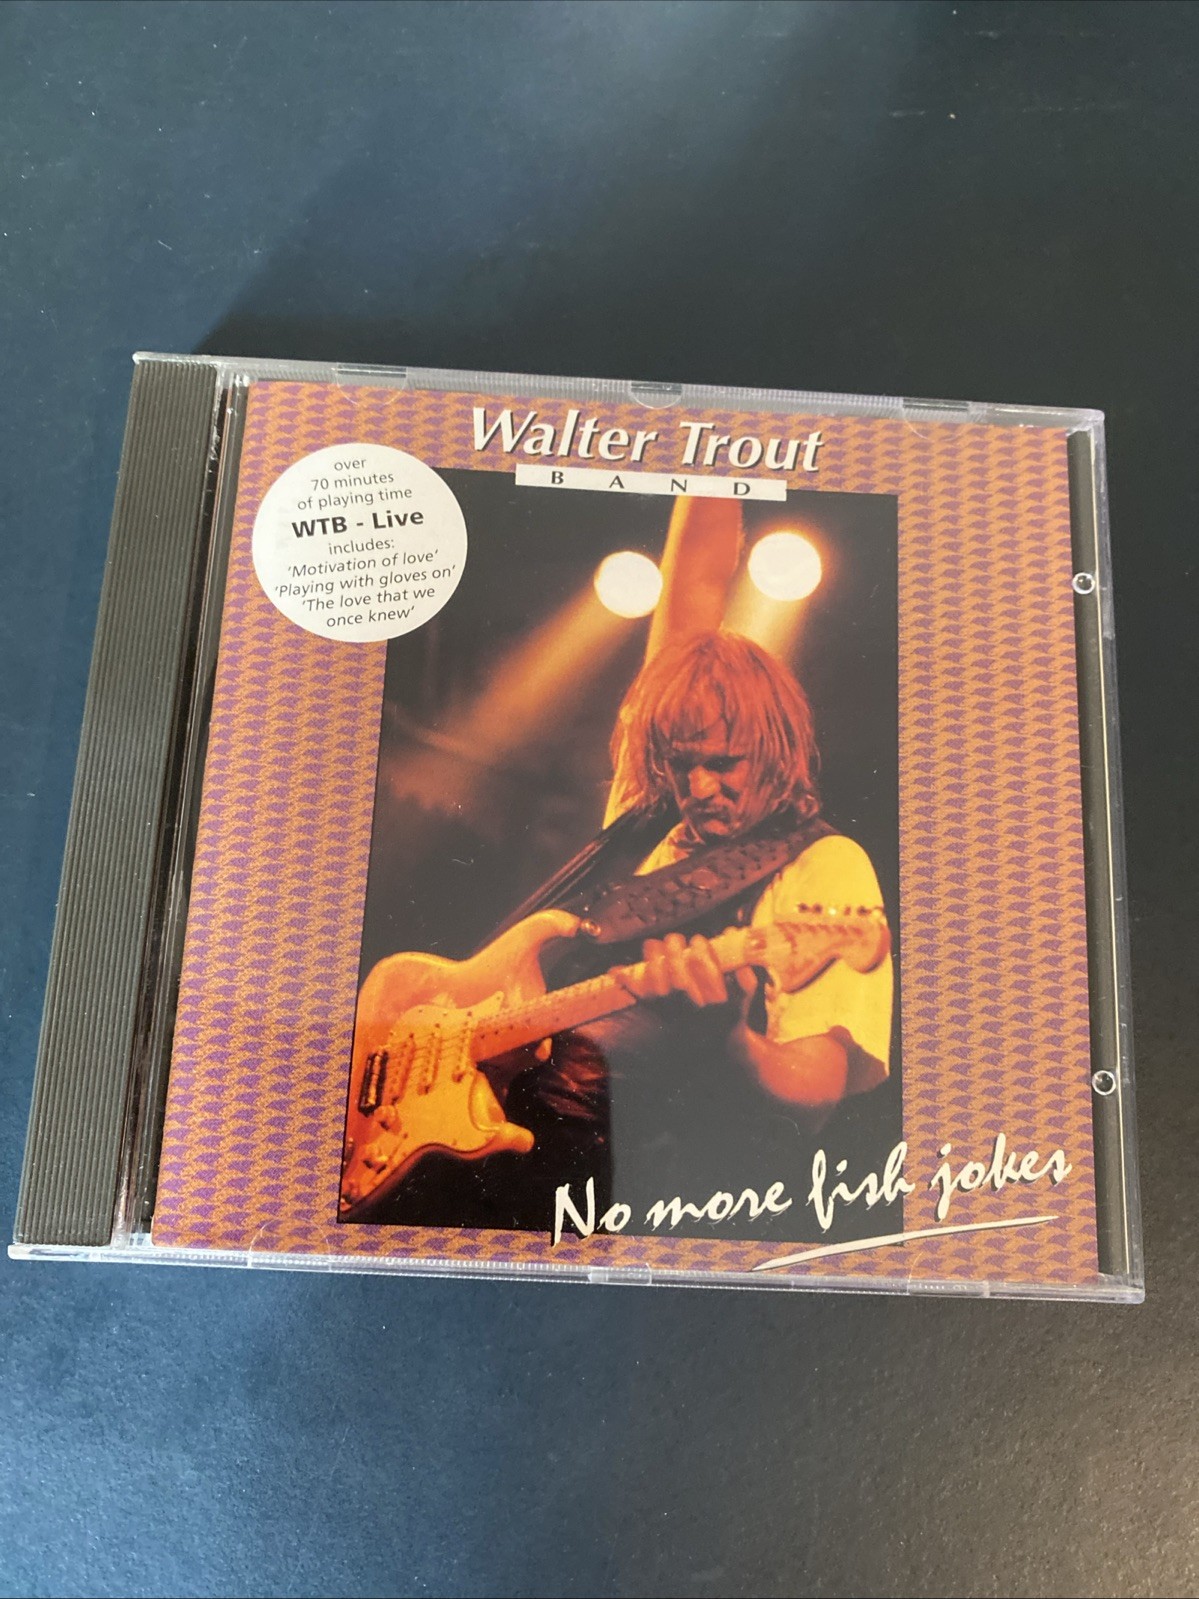 Walter Trout
BAND
over
70 minutes
of playing time
WTB - Live
includes:
'Motivation of love'
'Playing with gloves on'
'The love that we
once knew'
No more fish jokes